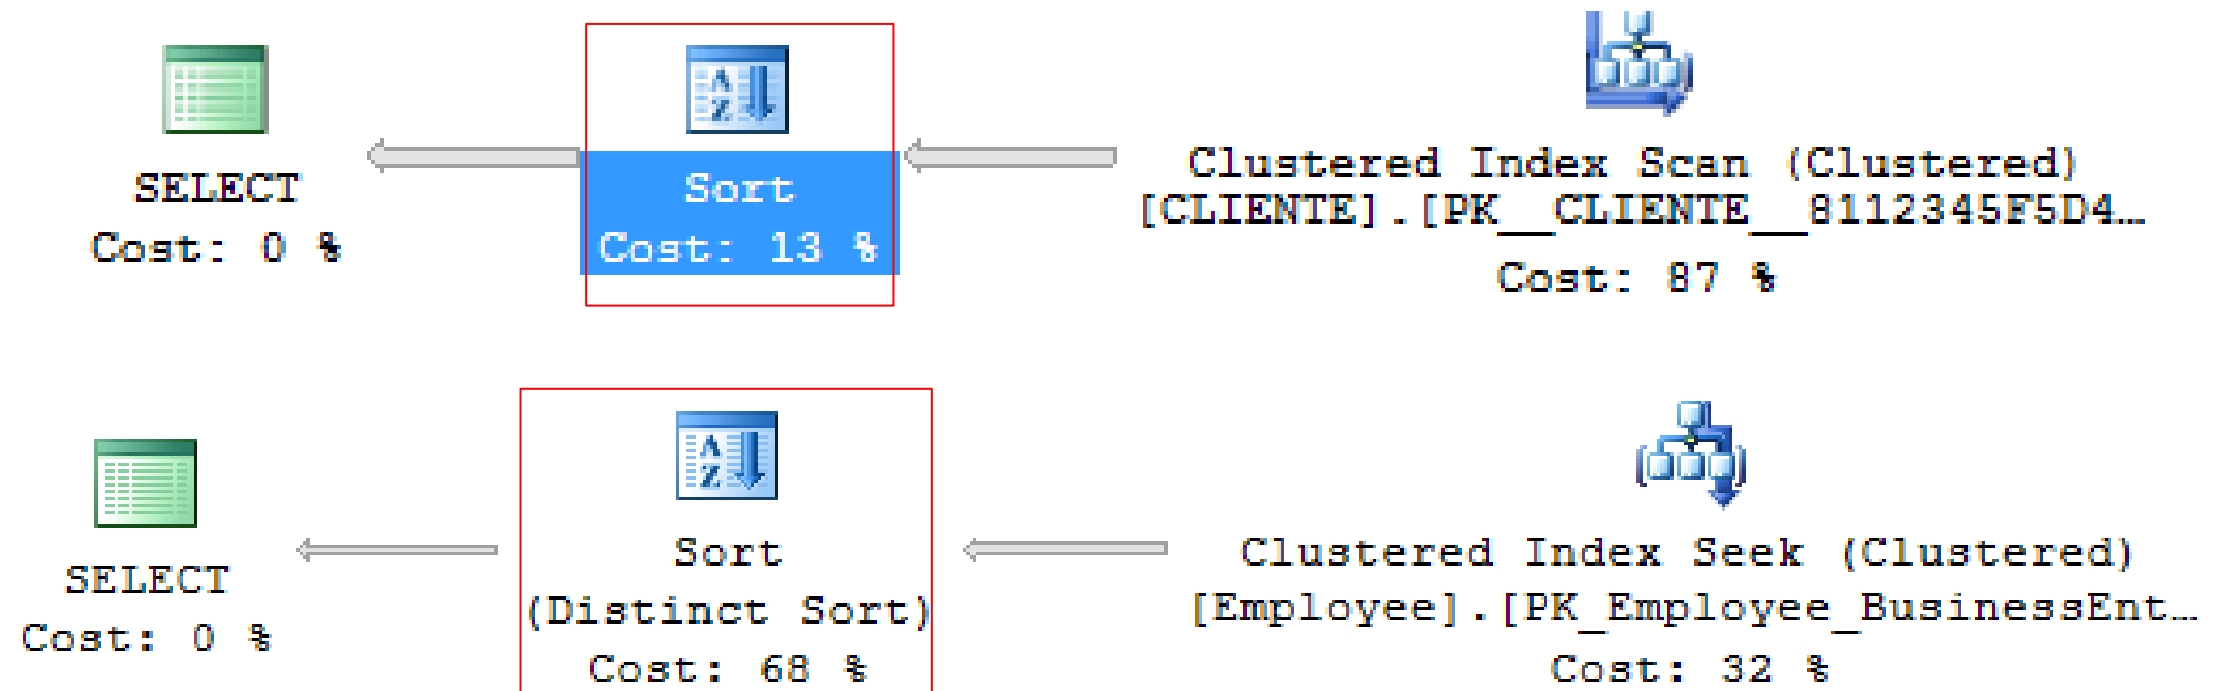 SELECT
Cost: 0 %
Sort
Cost: 13 %
Clustered Index Scan (Clustered)
[CLIENTE].[PK__CLIENTE__8112345F5D4…
Cost: 87 %
SELECT
Cost: 0 %
Sort
(Distinct Sort)
Cost: 68 %
Clustered Index Seek (Clustered)
[Employee].[PK_Employee_BusinessEnt…
Cost: 32 %